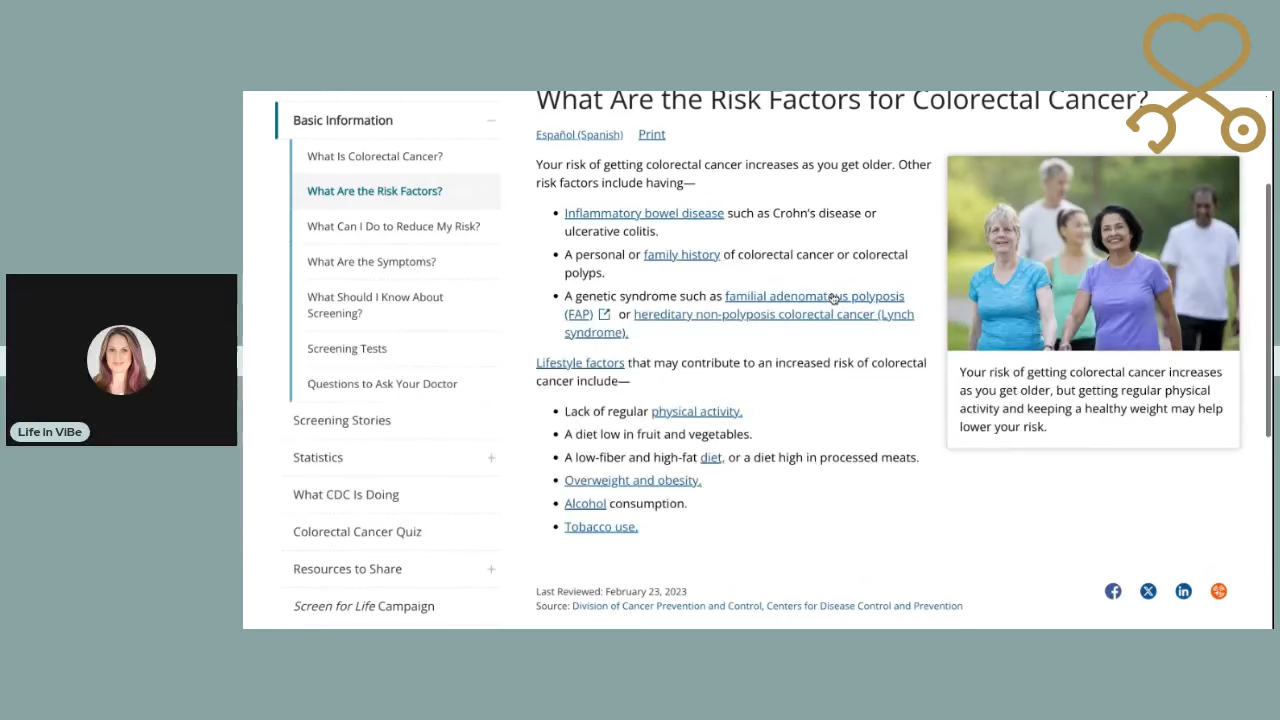 What Are the Risk Factors for Colorectal Cancer?
Basic Information
What Is Colorectal Cancer?
What Are the Risk Factors?
What Can I Do to Reduce My Risk?
What Are the Symptoms?
What Should I Know About
Screening?
Screening Tests
Questions to Ask Your Doctor
Screening Stories
Statistics
What CDC Is Doing
Colorectal Cancer Quiz
Resources to Share
Screen for Life Campaign
Español (Spanish) Print
Your risk of getting colorectal cancer increases as you get older. Other
risk factors include having—
• Inflammatory bowel disease such as Crohn's disease or
ulcerative colitis.
• A personal or family history of colorectal cancer or colorectal
polyps.
• A genetic syndrome such as familial adenomatous polyposis
(FAP) or hereditary non-polyposis colorectal cancer (Lynch
syndrome).
Lifestyle factors that may contribute to an increased risk of colorectal
cancer include—
• Lack of regular physical activity.
• A diet low in fruit and vegetables.
• A low-fiber and high-fat diet, or a diet high in processed meats.
• Overweight and obesity.
• Alcohol consumption.
• Tobacco use.
Your risk of getting colorectal cancer increases
as you get older, but getting regular physical
activity and keeping a healthy weight may help
lower your risk.
Last Reviewed: February 23, 2023
Source: Division of Cancer Prevention and Control, Centers for Disease Control and Prevention
Life in ViBe